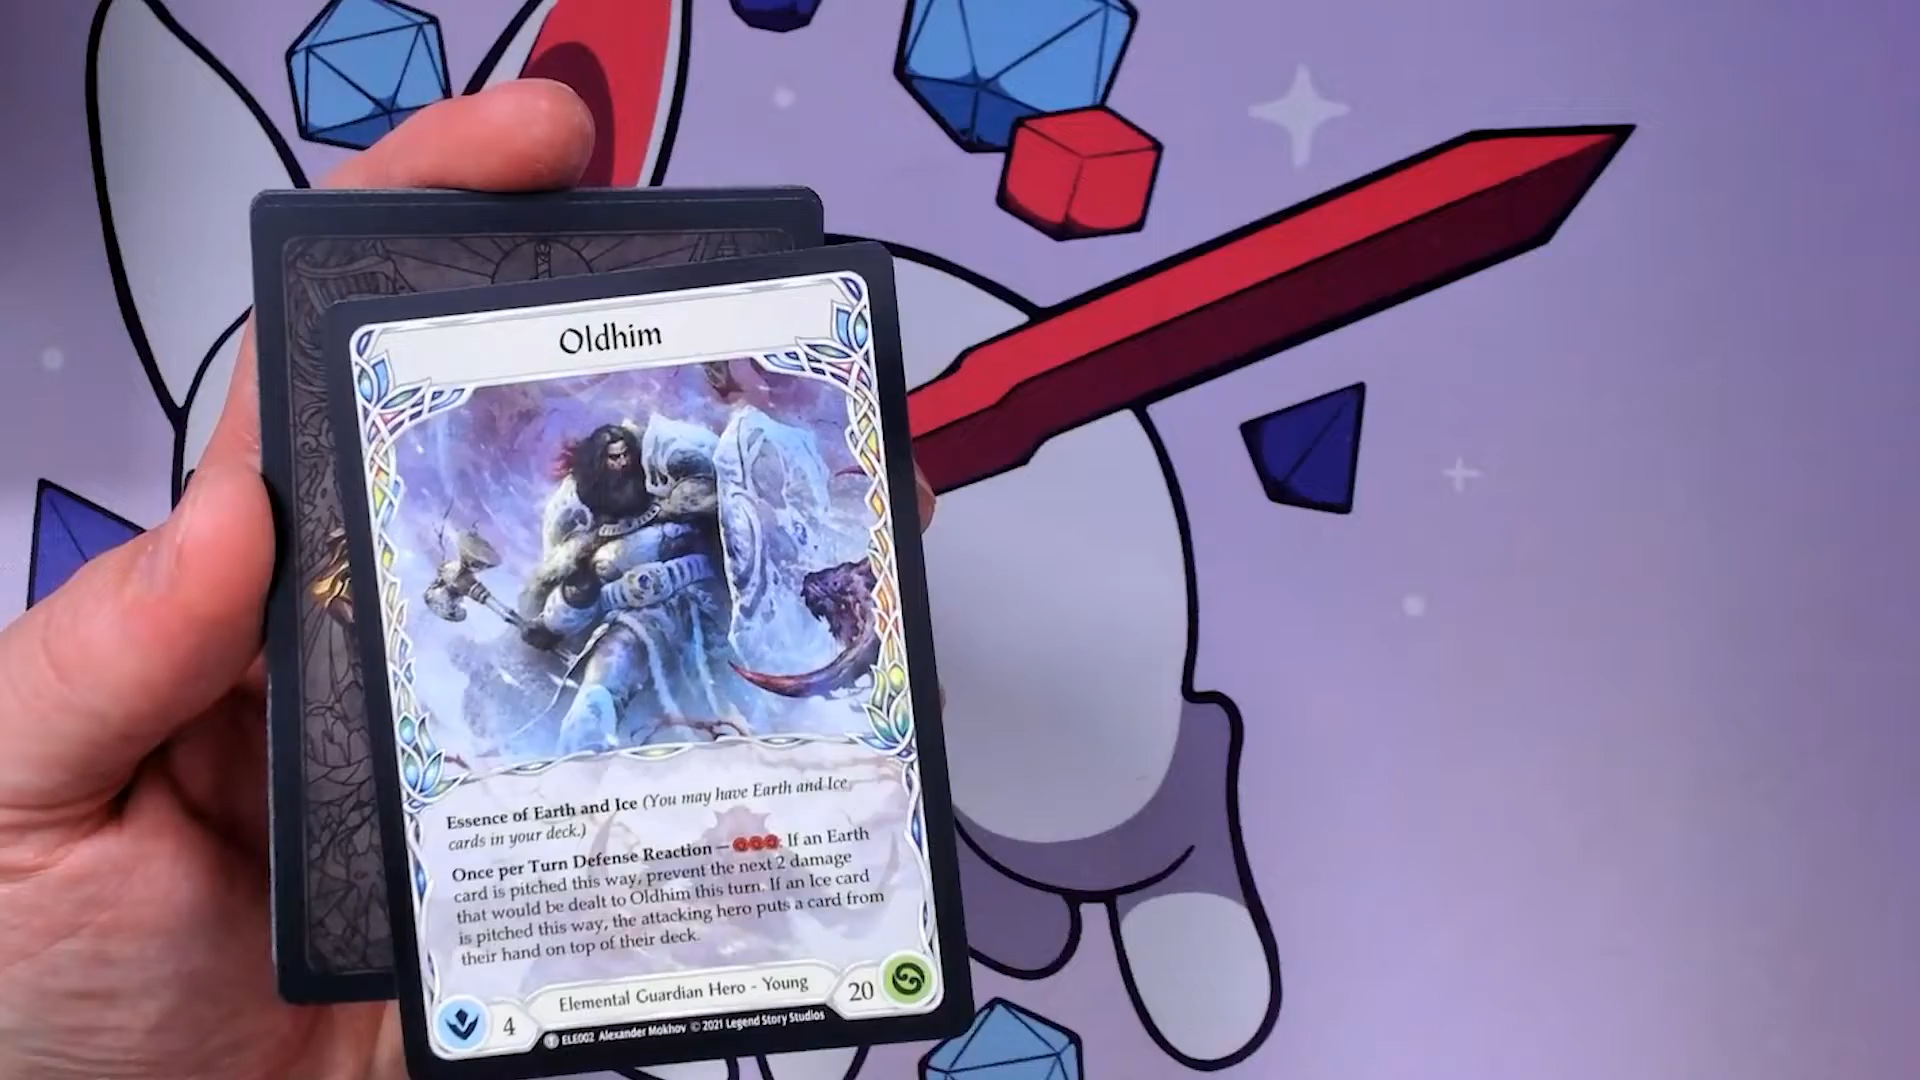 Oldhim
Essence of Earth and Ice (You may have Earth and Ice
cards in your deck.)
Once per Turn Defense Reaction – : If an Earth
card is pitched this way, prevent the next 2 damage
that would be dealt to Oldhim this turn. If an Ice card
is pitched this way, the attacking hero puts a card from
their hand on top of their deck.
4
Elemental Guardian Hero - Young
20
T ELE002 Alexander Mokhov © 2021 Legend Story Studios